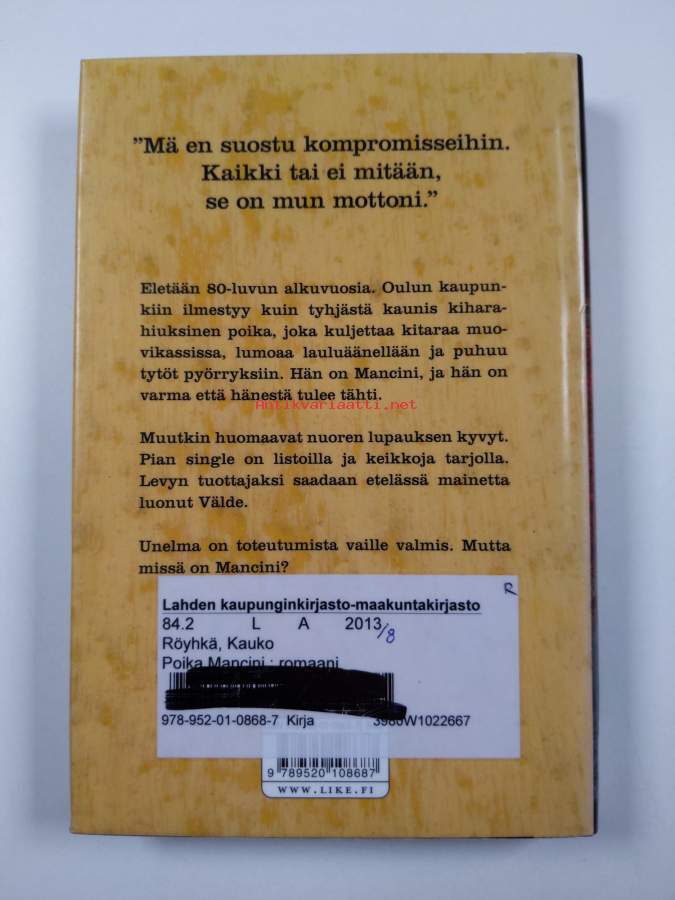 ”Mä en suostu kompromisseihin.
Kaikki tai ei mitään,
se on mun mottoni.”
Eletään 80-luvun alkuvuosia. Oulun kaupun-
kiin ilmestyy kuin tyhjästä kaunis kihara-
hiuksinen poika, joka kuljettaa kitaraa muo-
vikassissa, lumoaa lauluäänellään ja puhuu
tytöt pyörryksiin. Hän on Mancini, ja hän on
varma että hänestä tulee tähti.
Antikvariaatti.net
Muutkin huomaavat nuoren lupauksen kyvyt.
Pian single on listoilla ja keikkoja tarjolla.
Levyn tuottajaksi saadaan etelässä mainetta
luonut Välde.
Unelma on toteutumista vaille valmis. Mutta
missä on Mancini?
R
Lahden kaupunginkirjasto-maakuntakirjasto
84.2 L A 2013/8
Röyhkä, Kauko
Poika Mancini : romaani
978-952-01-0868-7 Kirja 3980W1022667
9 789520 108687
WWW.LIKE.FI